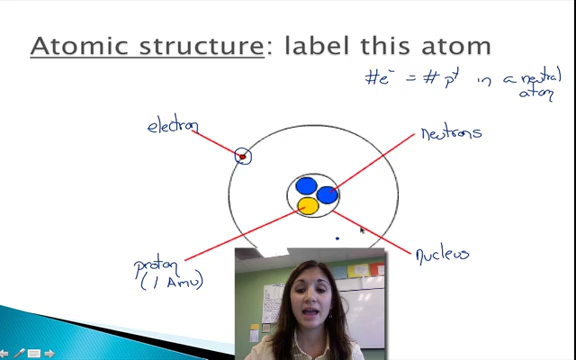 Atomic structure: label this atom
#e⁻ = # p⁺ in a neutral
atom
electron
neutrons
proton
(1 Amu)
nucleus